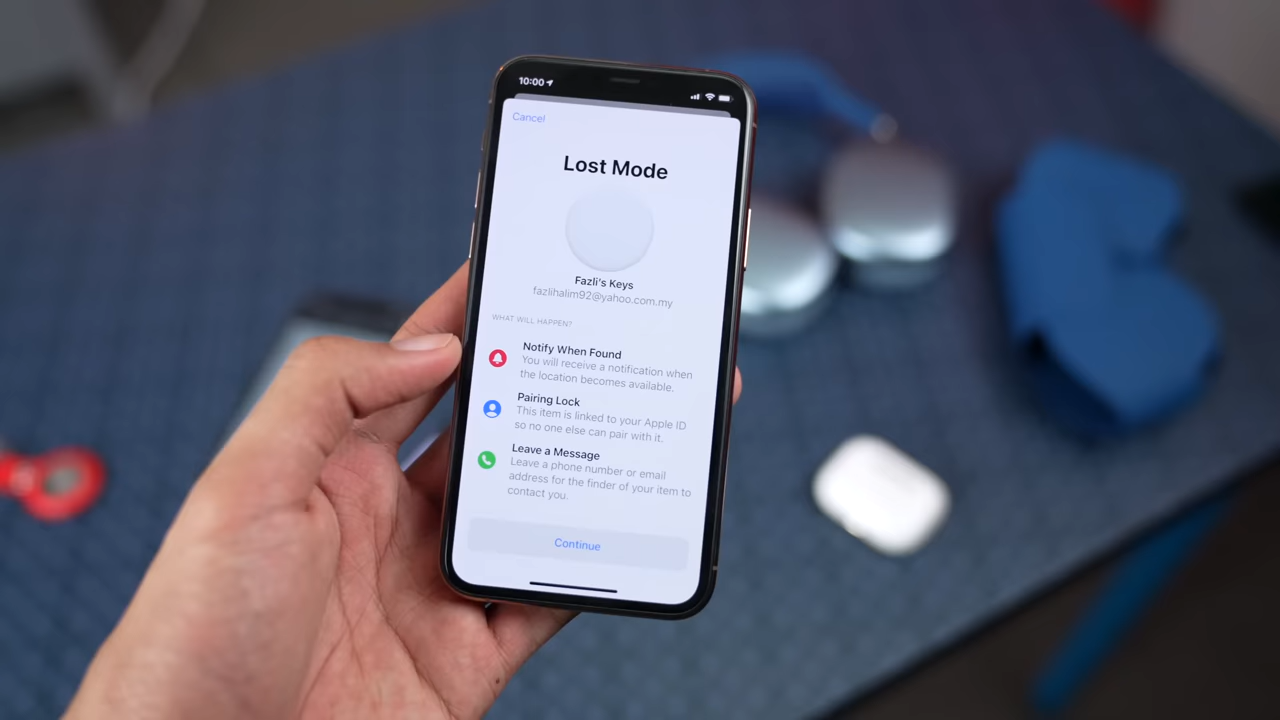 10:00
Cancel
Lost Mode
Fazli's Keys
fazlihalim92@yahoo.com.my
WHAT WILL HAPPEN?
Notify When Found
You will receive a notification when
the location becomes available.
Pairing Lock
This item is linked to your Apple ID
so no one else can pair with it.
Leave a Message
Leave a phone number or email
address for the finder of your item to
contact you.
Continue